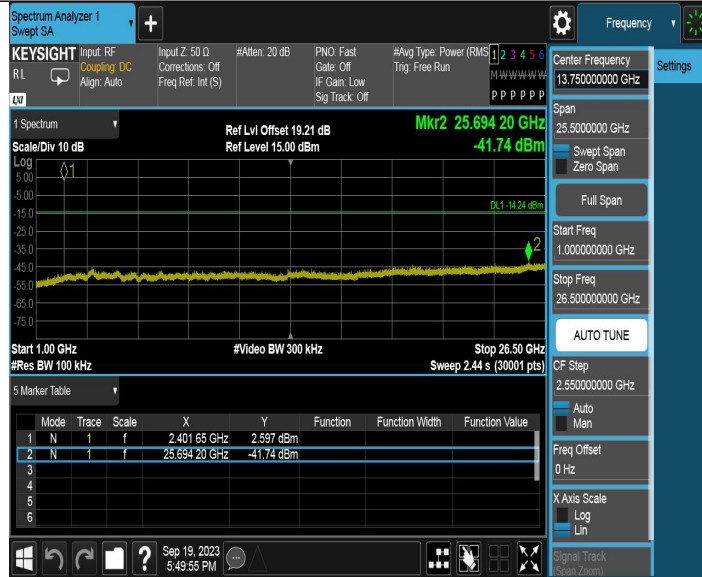 Spectrum Analyzer 1
Swept SA
Frequency
KEYSIGHT
R L
LXI
Input: RF
Coupling: DC
Align: Auto
Input Z: 50 Ω
Corrections: Off
Freq Ref: Int (S)
#Atten: 20 dB
PNO: Fast
Gate: Off
IF Gain: Low
Sig Track: Off
#Avg Type: Power (RMS
Trig: Free Run
1 2 3 4 5 6
M W W W W W
P P P P P P
1 Spectrum
Scale/Div 10 dB
Ref Lvl Offset 19.21 dB
Ref Level 15.00 dBm
Mkr2 25.694 20 GHz
-41.74 dBm
Log
5.00
-5.00
-15.0
-25.0
-35.0
-45.0
-55.0
-65.0
-75.0
1
DL1 -14.24 dBm
2
Start 1.00 GHz
#Video BW 300 kHz
Stop 26.50 GHz
#Res BW 100 kHz
Sweep 2.44 s (30001 pts)
5 Marker Table
Mode Trace Scale X Y Function Function Width Function Value
1 N 1 f 2.401 65 GHz 2.597 dBm
2 N 1 f 25.694 20 GHz -41.74 dBm
3
4
5
6
Sep 19, 2023
5:49:55 PM
?
Center Frequency
13.750000000 GHz
Settings
Span
25.5000000 GHz
Swept Span
Zero Span
Full Span
Start Freq
1.000000000 GHz
Stop Freq
26.500000000 GHz
AUTO TUNE
CF Step
2.550000000 GHz
Auto
Man
Freq Offset
0 Hz
X Axis Scale
Log
Lin
Signal Track
(Span Zoom)